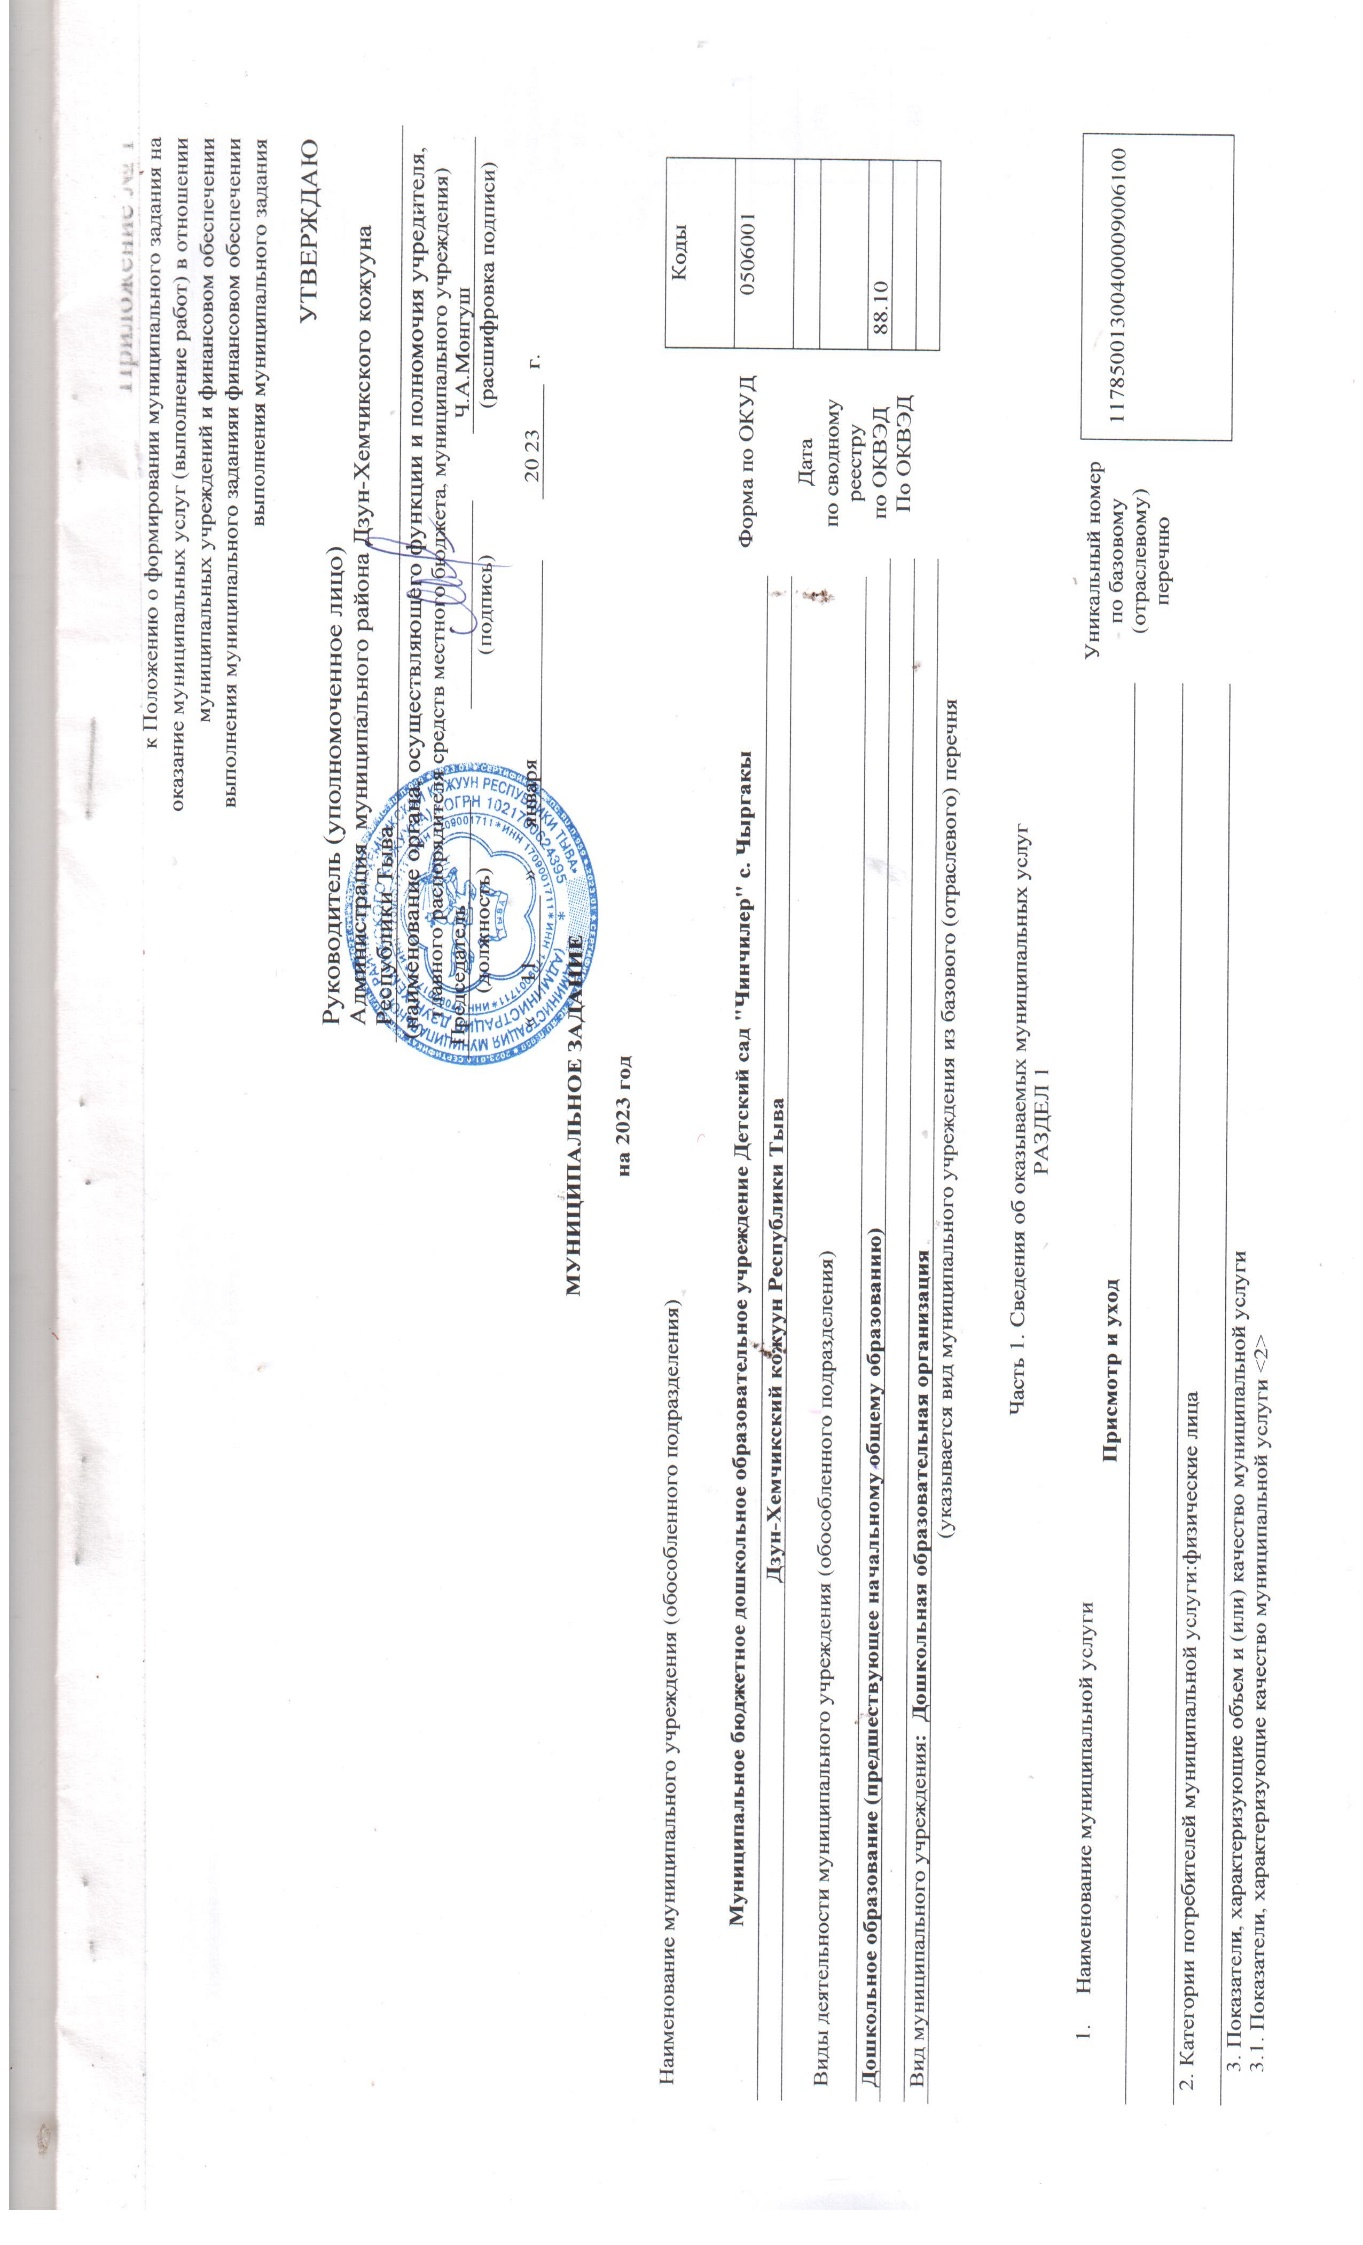 Приложение № 1
к Положению о формировании муниципального задания на
оказание муниципальных услуг (выполнение работ) в отношении
муниципальных учреждений и финансовом обеспечении
выполнения муниципального заданияи финансовом обеспечении
выполнения муниципального задания
УТВЕРЖДАЮ
Руководитель (уполномоченное лицо)
Администрация муниципального района Дзун-Хемчикского кожууна
Республики Тыва
(наименование органа, осуществляющего функции и полномочия учредителя,
главного распорядителя средств местного бюджета, муниципального учреждения)
Председатель Ч.А.Монгуш
(должность) (подпись) (расшифровка подписи)
" 11 " января 20 23 г.
МУНИЦИПАЛЬНОЕ ЗАДАНИЕ
на 2023 год
Наименование муниципального учреждения (обособленного подразделения)
Коды
Муниципальное бюджетное дошкольное образовательное учреждение Детский сад "Чинчилер" с. Чыргакы
Форма по ОКУД 0506001
Дзун-Хемчикский кожуун Республики Тыва
Дата
Виды деятельности муниципального учреждения (обособленного подразделения)
по сводному
реестру
Дошкольное образование (предшествующее начальному общему образованию)
по ОКВЭД 88.10
По ОКВЭД
Вид муниципального учреждения: Дошкольная образовательная организация
(указывается вид муниципального учреждения из базового (отраслевого) перечня
Часть 1. Сведения об оказываемых муниципальных услуг
РАЗДЕЛ 1
1. Наименование муниципальной услуги
Присмотр и уход
Уникальный номер
по базовому
(отраслевому)
перечню
11785001300400009006100
2. Категории потребителей муниципальной услуги:физические лица
3. Показатели, характеризующие объем и (или) качество муниципальной услуги
3.1. Показатели, характеризующие качество муниципальной услуги <2>